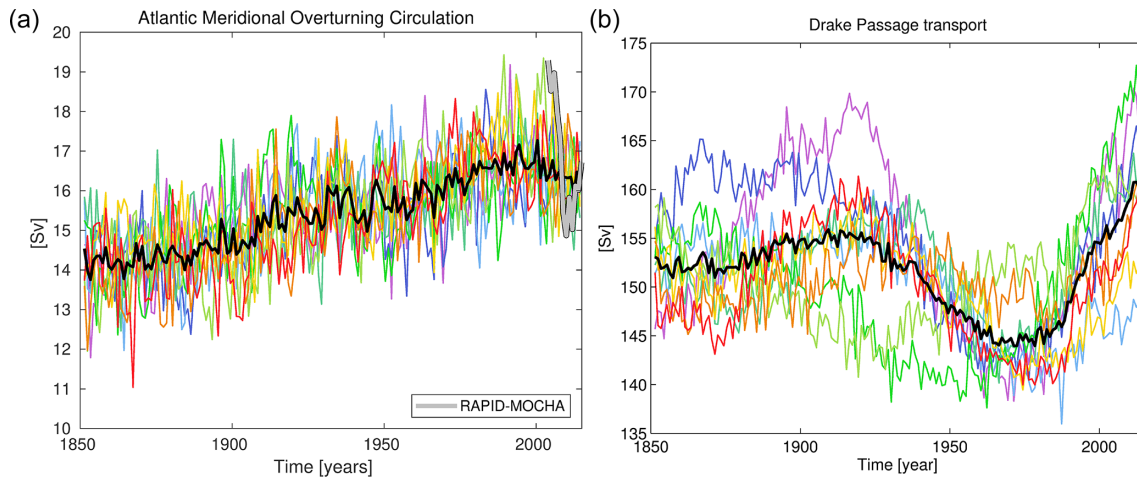 (a)
Atlantic Meridional Overturning Circulation
[Sv]
20
19
18
17
16
15
14
13
12
11
10
RAPID-MOCHA
1850 1900 1950 2000
Time [years]
(b)
Drake Passage transport
[Sv]
175
170
165
160
155
150
145
140
135
1850 1900 1950 2000
Time [year]